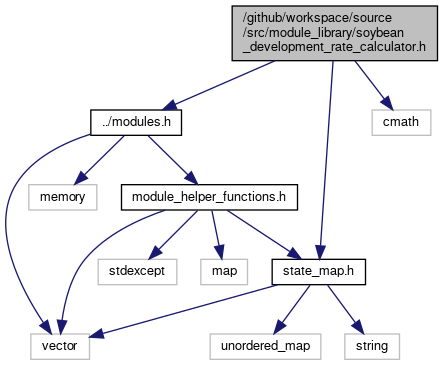 /github/workspace/source
/src/module_library/soybean
_development_rate_calculator.h
../modules.h
cmath
memory
module_helper_functions.h
stdexcept
map
state_map.h
vector
unordered_map
string